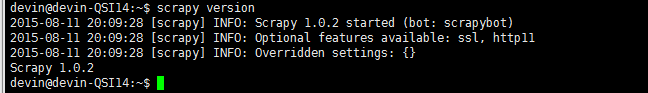 devin@devin-QSI14:~$ scrapy version
2015-08-11 20:09:28 [scrapy] INFO: Scrapy 1.0.2 started (bot: scrapybot)
2015-08-11 20:09:28 [scrapy] INFO: Optional features available: ssl, http11
2015-08-11 20:09:28 [scrapy] INFO: Overridden settings: {}
Scrapy 1.0.2
devin@devin-QSI14:~$